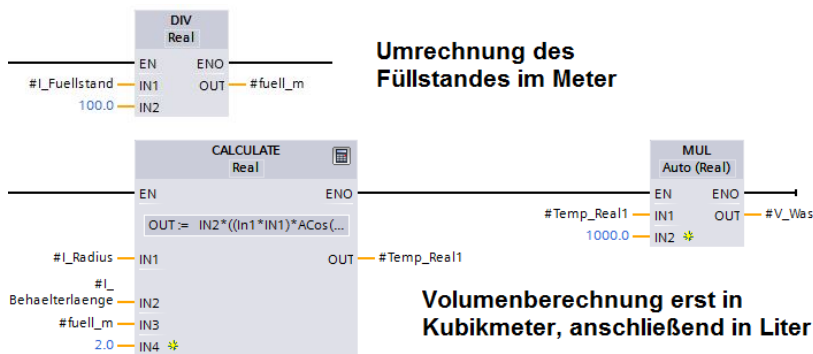 DIV
Real
Umrechnung des
Füllstandes im Meter
EN ENO
#I_Fuellstand IN1 OUT #fuell_m
100.0 IN2
CALCULATE
Real
MUL
Auto (Real)
EN ENO
EN ENO
OUT := IN2*((In1*IN1)*ACos(...
#Temp_Real1 IN1 OUT #V_Was
1000.0 IN2
#I_Radius IN1 OUT #Temp_Real1
#I_
Behaelterlaenge IN2
#fuell_m IN3
2.0 IN4
Volumenberechnung erst in
Kubikmeter, anschließend in Liter